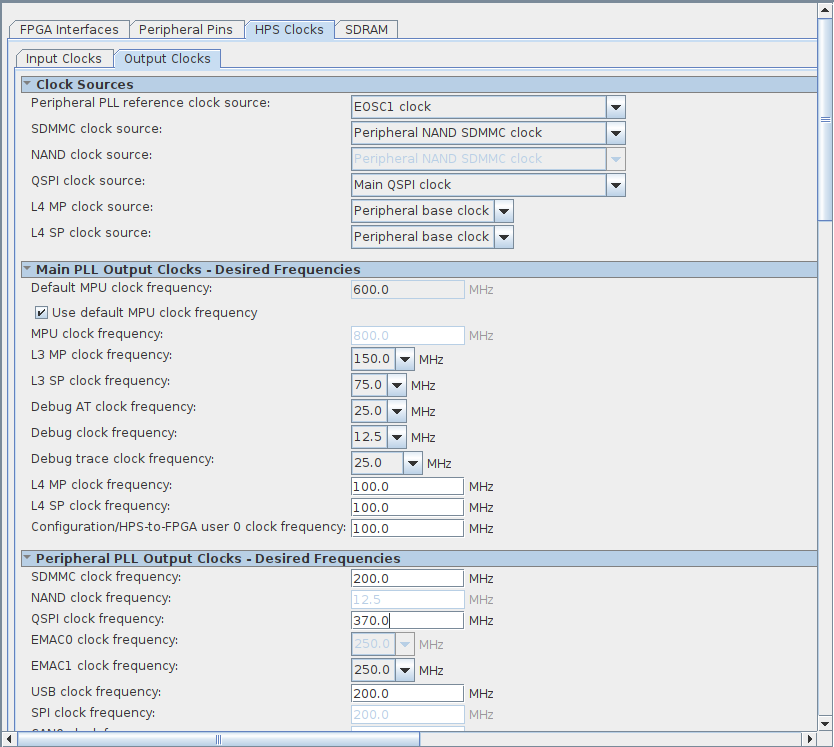 FPGA Interfaces Peripheral Pins HPS Clocks SDRAM
Input Clocks Output Clocks
Clock Sources
Peripheral PLL reference clock source: EOSC1 clock
SDMMC clock source: Peripheral NAND SDMMC clock
NAND clock source: Peripheral NAND SDMMC clock
QSPI clock source: Main QSPI clock
L4 MP clock source: Peripheral base clock
L4 SP clock source: Peripheral base clock
Main PLL Output Clocks - Desired Frequencies
Default MPU clock frequency: 600.0 MHz
Use default MPU clock frequency
MPU clock frequency: 800.0 MHz
L3 MP clock frequency: 150.0 MHz
L3 SP clock frequency: 75.0 MHz
Debug AT clock frequency: 25.0 MHz
Debug clock frequency: 12.5 MHz
Debug trace clock frequency: 25.0 MHz
L4 MP clock frequency: 100.0 MHz
L4 SP clock frequency: 100.0 MHz
Configuration/HPS-to-FPGA user 0 clock frequency: 100.0 MHz
Peripheral PLL Output Clocks - Desired Frequencies
SDMMC clock frequency: 200.0 MHz
NAND clock frequency: 12.5 MHz
QSPI clock frequency: 370.0 MHz
EMAC0 clock frequency: 250.0 MHz
EMAC1 clock frequency: 250.0 MHz
USB clock frequency: 200.0 MHz
SPI clock frequency: 200.0 MHz